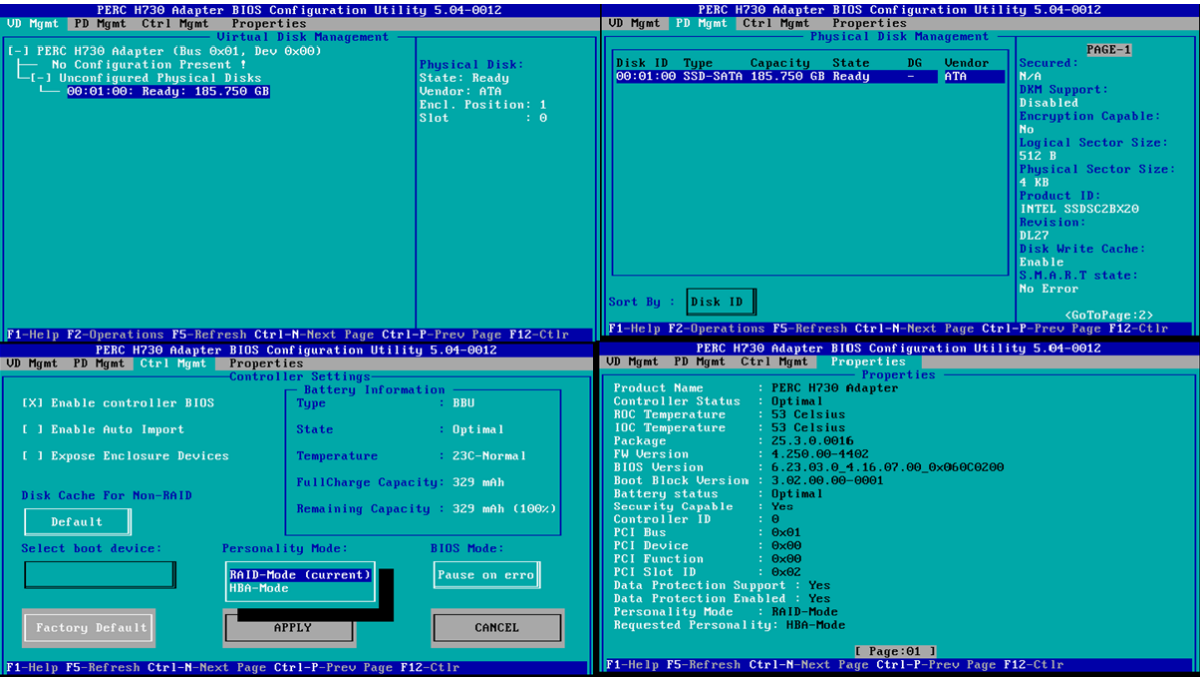 PERC H730 Adapter BIOS Configuration Utility 5.04-0012
VD Mgmt PD Mgmt Ctrl Mgmt Properties
Virtual Disk Management
[-] PERC H730 Adapter (Bus 0x01, Dev 0x00)
No Configuration Present !
[-] Unconfigured Physical Disks
00:01:00: Ready: 185.750 GB
Physical Disk:
State: Ready
Vendor: ATA
Encl. Position: 1
Slot : 0
F1-Help F2-Operations F5-Refresh Ctrl-N-Next Page Ctrl-P-Prev Page F12-Ctlr
PERC H730 Adapter BIOS Configuration Utility 5.04-0012
VD Mgmt PD Mgmt Ctrl Mgmt Properties
Physical Disk Management
Disk ID Type Capacity State DG Vendor
00:01:00 SSD-SATA 185.750 GB Ready - ATA
Sort By : Disk ID
PAGE-1
Secured:
N/A
DKM Support:
Disabled
Encryption Capable:
No
Logical Sector Size:
512 B
Physical Sector Size:
4 KB
Product ID:
INTEL SSDSC2BX20
Revision:
DL27
Disk Write Cache:
Enable
S.M.A.R.T state:
No Error
<GoToPage:2>
F1-Help F2-Operations F5-Refresh Ctrl-N-Next Page Ctrl-P-Prev Page F12-Ctlr
PERC H730 Adapter BIOS Configuration Utility 5.04-0012
VD Mgmt PD Mgmt Ctrl Mgmt Properties
Controller Settings
[X] Enable controller BIOS
[ ] Enable Auto Import
[ ] Expose Enclosure Devices
Disk Cache For Non-RAID
Default
Battery Information
Type : BBU
State : Optimal
Temperature : 23C-Normal
FullCharge Capacity: 329 mAh
Remaining Capacity : 329 mAh (100%)
Select boot device: Personality Mode: BIOS Mode:
RAID-Mode (current) Pause on erro
HBA-Mode
Factory Default APPLY CANCEL
F1-Help F5-Refresh Ctrl-N-Next Page Ctrl-P-Prev Page F12-Ctlr
PERC H730 Adapter BIOS Configuration Utility 5.04-0012
VD Mgmt PD Mgmt Ctrl Mgmt Properties
Properties
Product Name : PERC H730 Adapter
Controller Status : Optimal
ROC Temperature : 53 Celsius
IOC Temperature : 53 Celsius
Package : 25.3.0.0016
FW Version : 4.250.00-4402
BIOS Version : 6.23.03.0_4.16.07.00_0x060C0200
Boot Block Version : 3.02.00.00-0001
Battery status : Optimal
Security Capable : Yes
Controller ID : 0
PCI Bus : 0x01
PCI Device : 0x00
PCI Function : 0x00
PCI Slot ID : 0x02
Data Protection Support : Yes
Data Protection Enabled : Yes
Personality Mode : RAID-Mode
Requested Personality: HBA-Mode
[ Page:01 ]
F1-Help F5-Refresh Ctrl-N-Next Page Ctrl-P-Prev Page F12-Ctlr